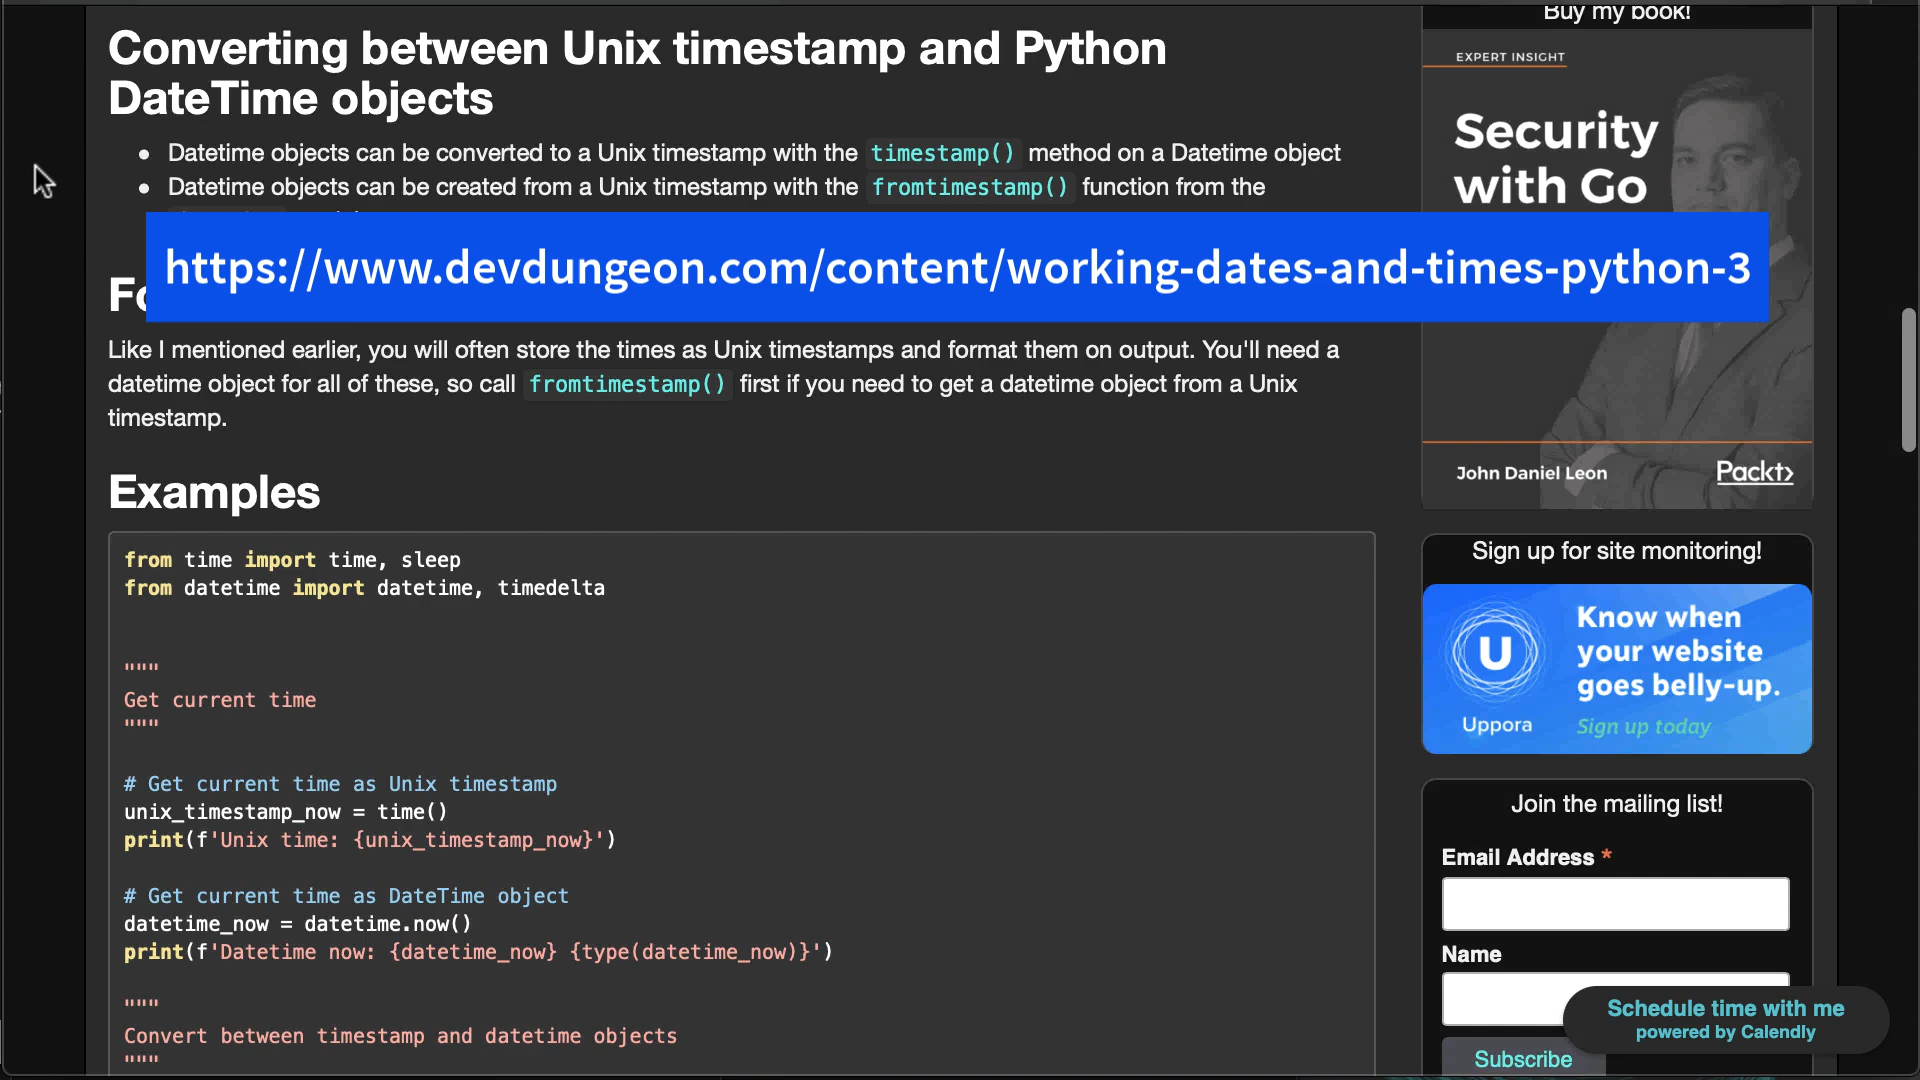 Converting between Unix timestamp and Python
DateTime objects
Datetime objects can be converted to a Unix timestamp with the timestamp() method on a Datetime object
Datetime objects can be created from a Unix timestamp with the fromtimestamp() function from the
https://www.devdungeon.com/content/working-dates-and-times-python-3
Like I mentioned earlier, you will often store the times as Unix timestamps and format them on output. You'll need a
datetime object for all of these, so call fromtimestamp() first if you need to get a datetime object from a Unix
timestamp.
Examples
from time import time, sleep
from datetime import datetime, timedelta
"""
Get current time
"""
# Get current time as Unix timestamp
unix_timestamp_now = time()
print(f'Unix time: {unix_timestamp_now}')
# Get current time as DateTime object
datetime_now = datetime.now()
print(f'Datetime now: {datetime_now} {type(datetime_now)}')
"""
Convert between timestamp and datetime objects
"""
Buy my book!
EXPERT INSIGHT
Security
with Go
John Daniel Leon
Packt>
Sign up for site monitoring!
U
Uppora
Know when
your website
goes belly-up.
Sign up today
Join the mailing list!
Email Address *
Name
Schedule time with me
powered by Calendly
Subscribe